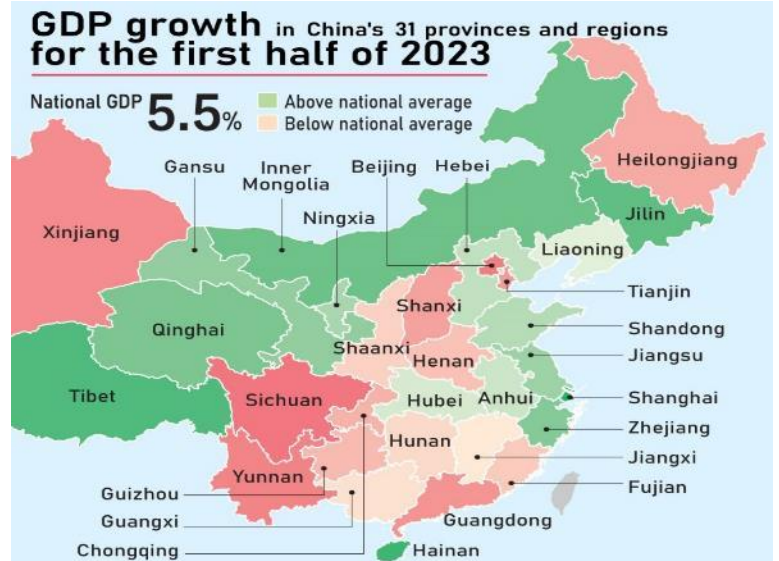 GDP growth in China's 31 provinces and regions
for the first half of 2023
National GDP 5.5%
Above national average
Below national average
Gansu
Inner
Mongolia
Ningxia
Beijing
Hebei
Heilongjiang
Xinjiang
Jilin
Liaoning
Tianjin
Shanxi
Shandong
Qinghai
Shaanxi
Henan
Jiangsu
Tibet
Sichuan
Hubei
Anhui
Shanghai
Zhejiang
Hunan
Yunnan
Jiangxi
Guizhou
Fujian
Guangxi
Guangdong
Chongqing
Hainan